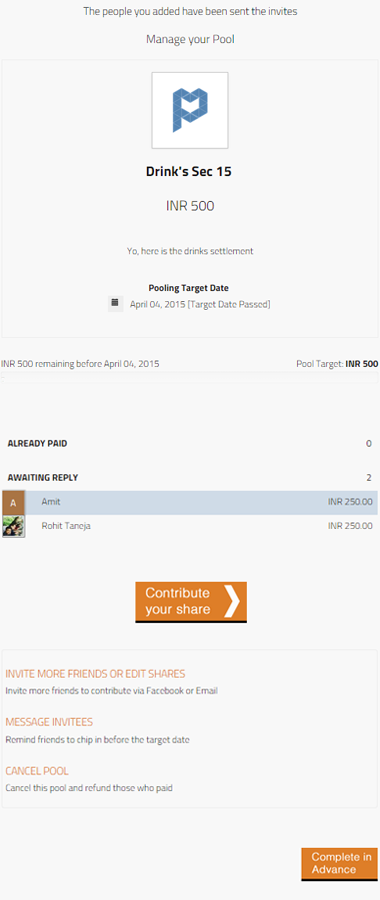 The people you added have been sent the invites
Manage your Pool
Drink's Sec 15
INR 500
Yo, here is the drinks settlement
Pooling Target Date
April 04, 2015 [Target Date Passed]
INR 500 remaining before April 04, 2015 Pool Target: INR 500
ALREADY PAID 0
AWAITING REPLY 2
A Amit INR 250.00
Rohit Taneja INR 250.00
Contribute
your share
INVITE MORE FRIENDS OR EDIT SHARES
Invite more friends to contribute via Facebook or Email
MESSAGE INVITEES
Remind friends to chip in before the target date
CANCEL POOL
Cancel this pool and refund those who paid
Complete in
Advance